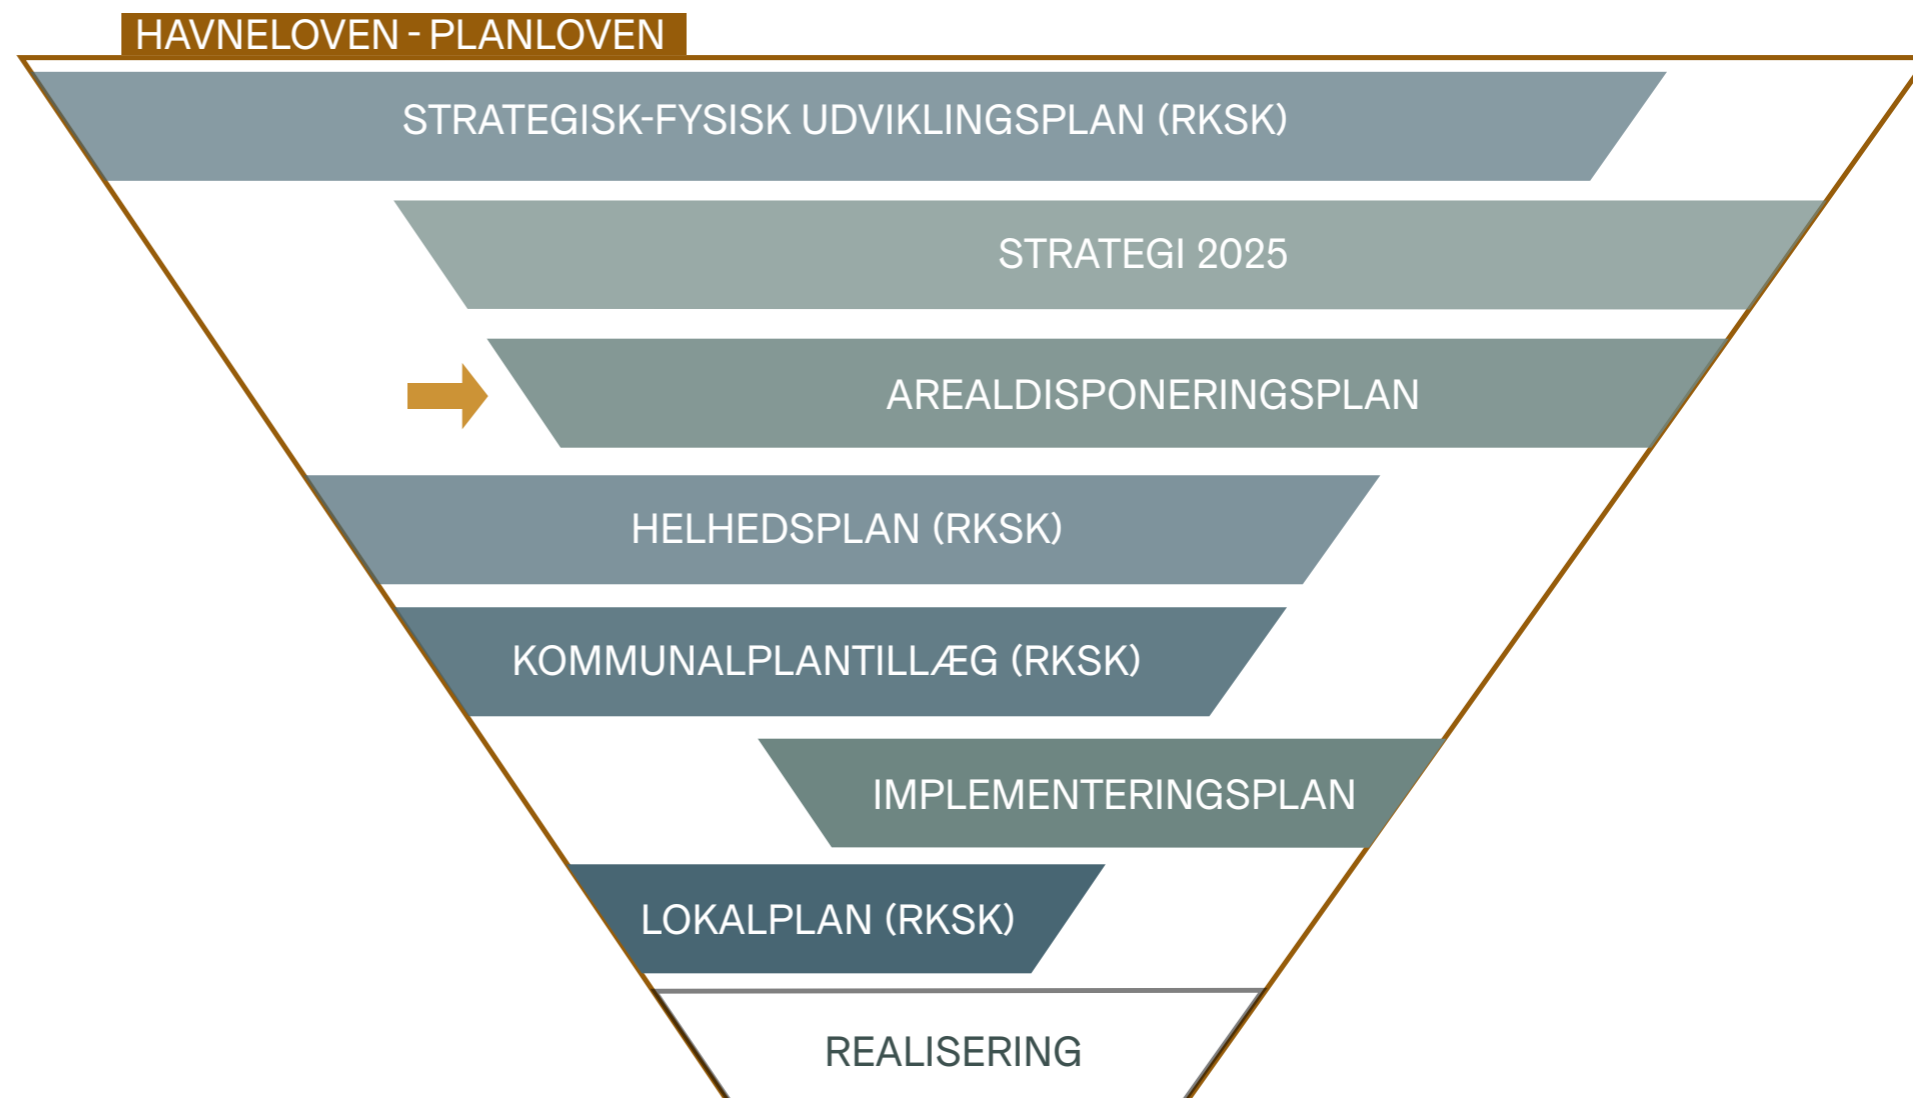 HAVNELOVEN - PLANLOVEN
STRATEGISK-FYSISK UDVIKLINGSPLAN (RKSK)
STRATEGI 2025
AREALDISPONERINGSPLAN
HELHEDSPLAN (RKSK)
KOMMUNALPLANTILLÆG (RKSK)
IMPLEMENTERINGSPLAN
LOKALPLAN (RKSK)
REALISERING